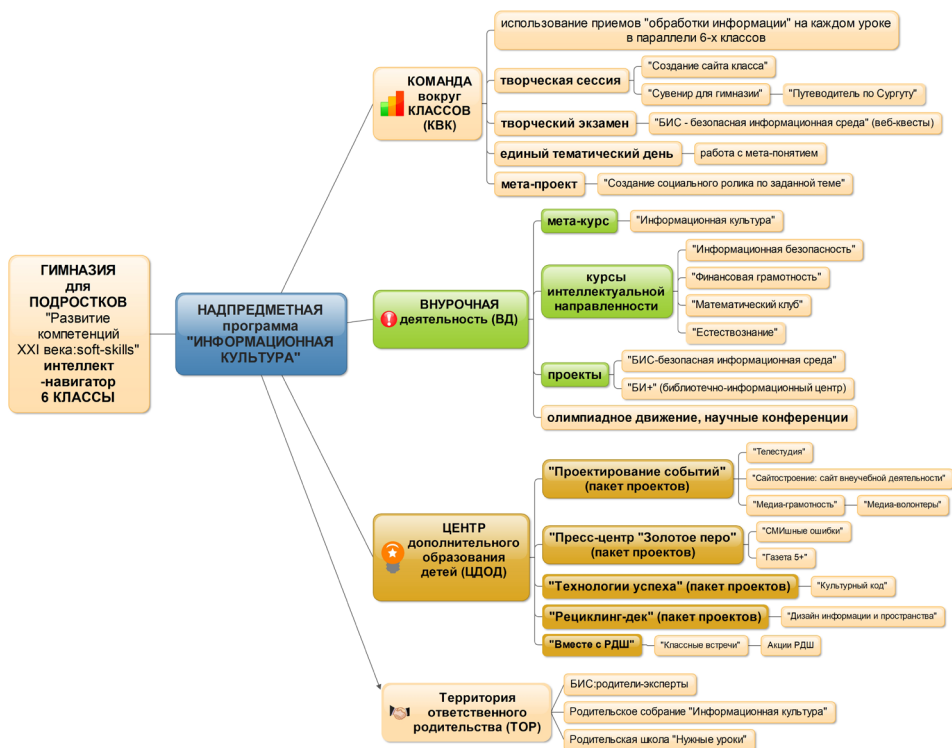 ГИМНАЗИЯ
для
ПОДРОСТКОВ
"Развитие
компетенций
XXI века:soft-skills"
интеллект
-навигатор
6 КЛАССЫ
НАДПРЕДМЕТНАЯ
программа
"ИНФОРМАЦИОННАЯ
КУЛЬТУРА"
КОМАНДА
вокруг
КЛАССОВ
(КВК)
использование приемов "обработки информации" на каждом уроке
в параллели 6-х классов
творческая сессия
"Создание сайта класса"
"Сувенир для гимназии"
"Путеводитель по Сургуту"
творческий экзамен
"БИС - безопасная информационная среда" (веб-квесты)
единый тематический день
работа с мета-понятием
мета-проект
"Создание социального ролика по заданной теме"
ВНУРОЧНАЯ
деятельность (ВД)
мета-курс
"Информационная культура"
курсы
интеллектуальной
направленности
"Информационная безопасность"
"Финансовая грамотность"
"Математический клуб"
"Естествознание"
проекты
"БИС-безопасная информационная среда"
"БИ+" (библиотечно-информационный центр)
олимпиадное движение, научные конференции
ЦЕНТР
дополнительного
образования
детей (ЦДОД)
"Проектирование событий"
(пакет проектов)
"Телестудия"
"Сайтостроение: сайт внеучебной деятельности"
"Медиа-грамотность"
"Медиа-волонтеры"
"Пресс-центр "Золотое перо"
(пакет проектов)
"СМИшные ошибки"
"Газета 5+"
"Технологии успеха" (пакет проектов)
"Культурный код"
"Рециклинг-дек" (пакет проектов)
"Дизайн информации и пространства"
"Вместе с РДШ"
"Классные встречи"
Акции РДШ
Территория
ответственного
родительства (ТОР)
БИС:родители-эксперты
Родительское собрание "Информационная культура"
Родительская школа "Нужные уроки"